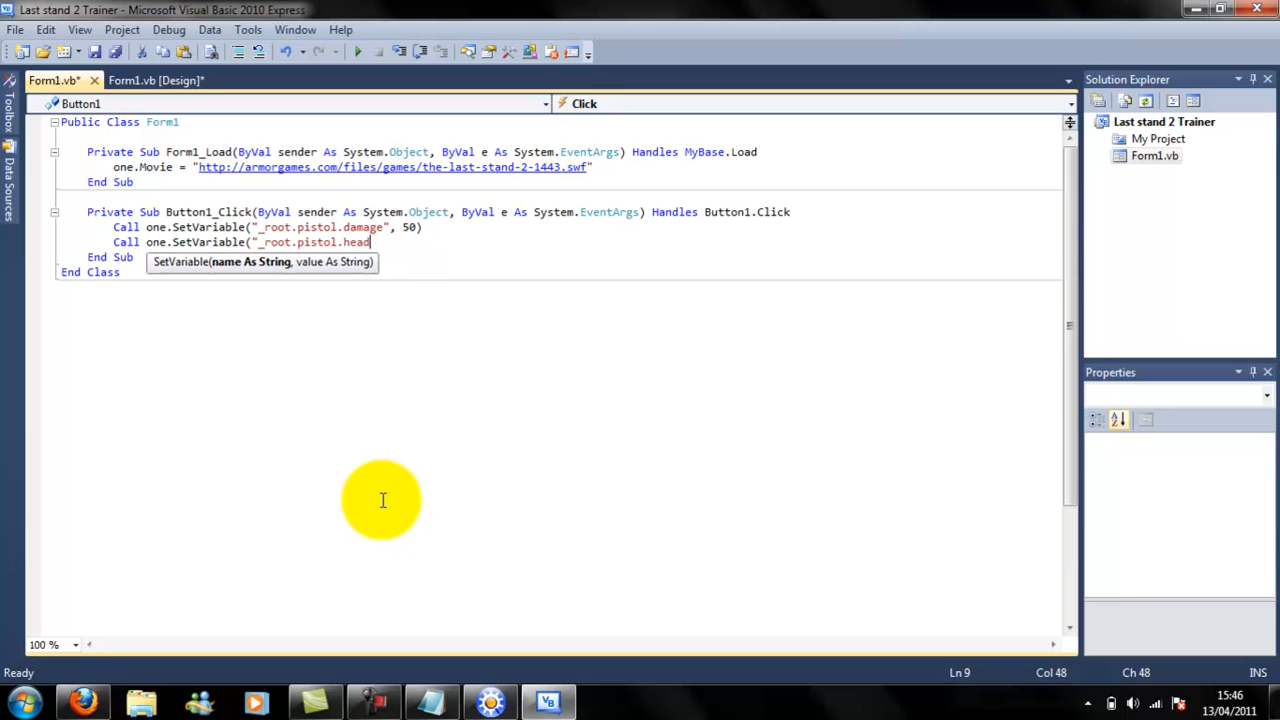 Last stand 2 Trainer - Microsoft Visual Basic 2010 Express
File Edit View Project Debug Data Tools Window Help
Form1.vb* Form1.vb [Design]*
Button1 Click
Public Class Form1
Private Sub Form1_Load(ByVal sender As System.Object, ByVal e As System.EventArgs) Handles MyBase.Load
one.Movie = "http://armorgames.com/files/games/the-last-stand-2-1443.swf"
End Sub
Private Sub Button1_Click(ByVal sender As System.Object, ByVal e As System.EventArgs) Handles Button1.Click
Call one.SetVariable("_root.pistol.damage", 50)
Call one.SetVariable("_root.pistol.head
End Sub
SetVariable(name As String, value As String)
End Class
Toolbox
Data Sources
Solution Explorer
Last stand 2 Trainer
My Project
Form1.vb
Properties
A
Z
100 %
Ready Ln 9 Col 48 Ch 48 INS
VB
15:46
13/04/2011